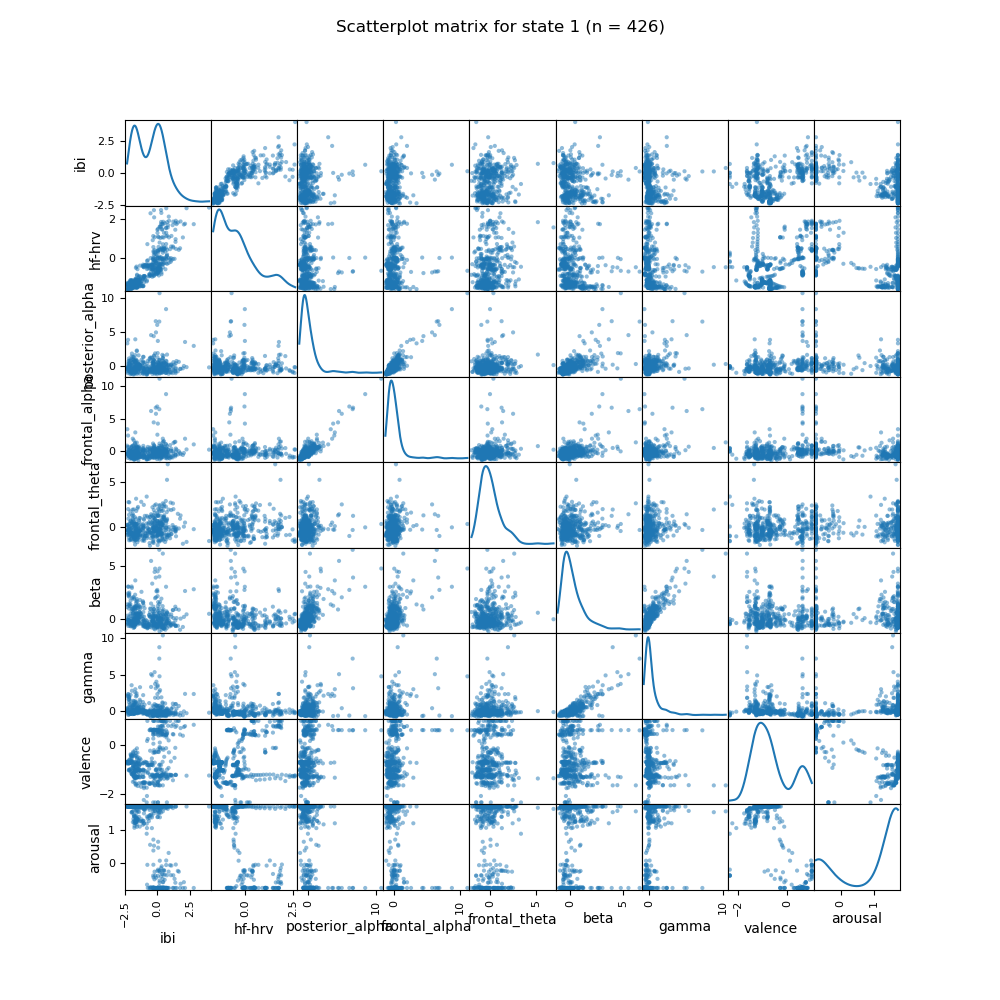 Scatterplot matrix for state 1 (n = 426)
ibi
2.5
0.0
−2.5
hf-hrv
2
0
posterior_alpha
10
5
0
frontal_alpha
10
5
0
frontal_theta
5
0
beta
5
0
gamma
10
5
0
valence
0
−2
arousal
1
0
−2.5 0.0 2.5 0.0 2.5 0 10 0 10 0 5 0 5 0 10 −2 0 0 1
ibi hf-hrv posterior_alpha frontal_alpha frontal_theta beta gamma valence arousal